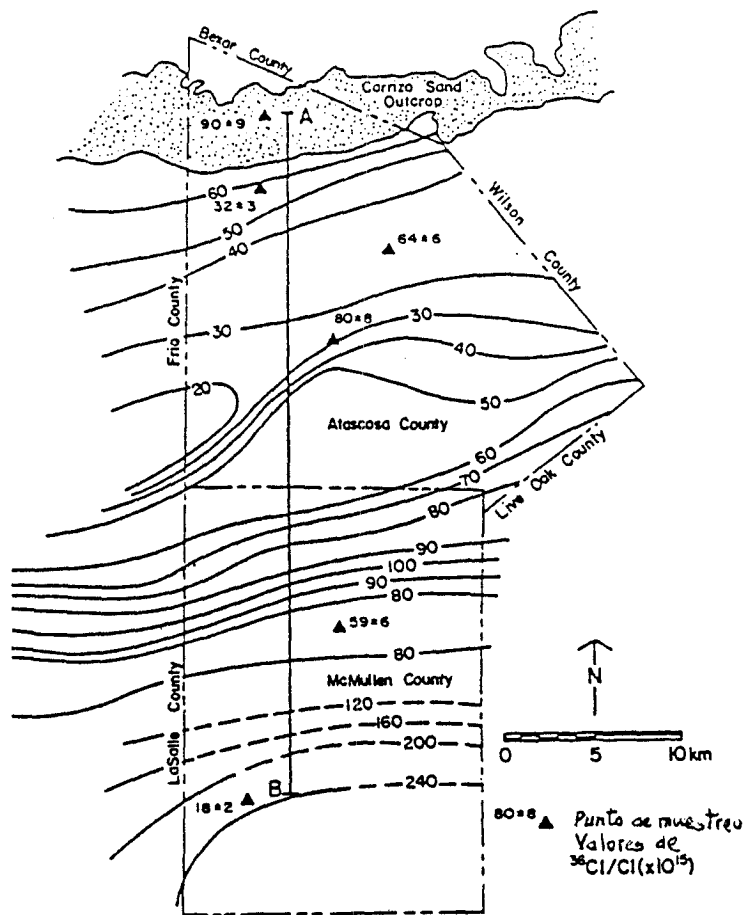 Bexar County
Carrizo Sand
Outcrop
A
90±9
60
32±3
50
40
64±6
Wilson County
Frio County
30
80±8
30
40
20
50
Atascosa County
60
70
80
Live Oak County
90
100
90
80
59±6
80
LaSalle County
McMullen County
120
160
200
B
240
18±2
N
0 5 10 km
80±8 Punto de muestreo
Valores de
³⁶Cl/Cl(x10¹⁵)